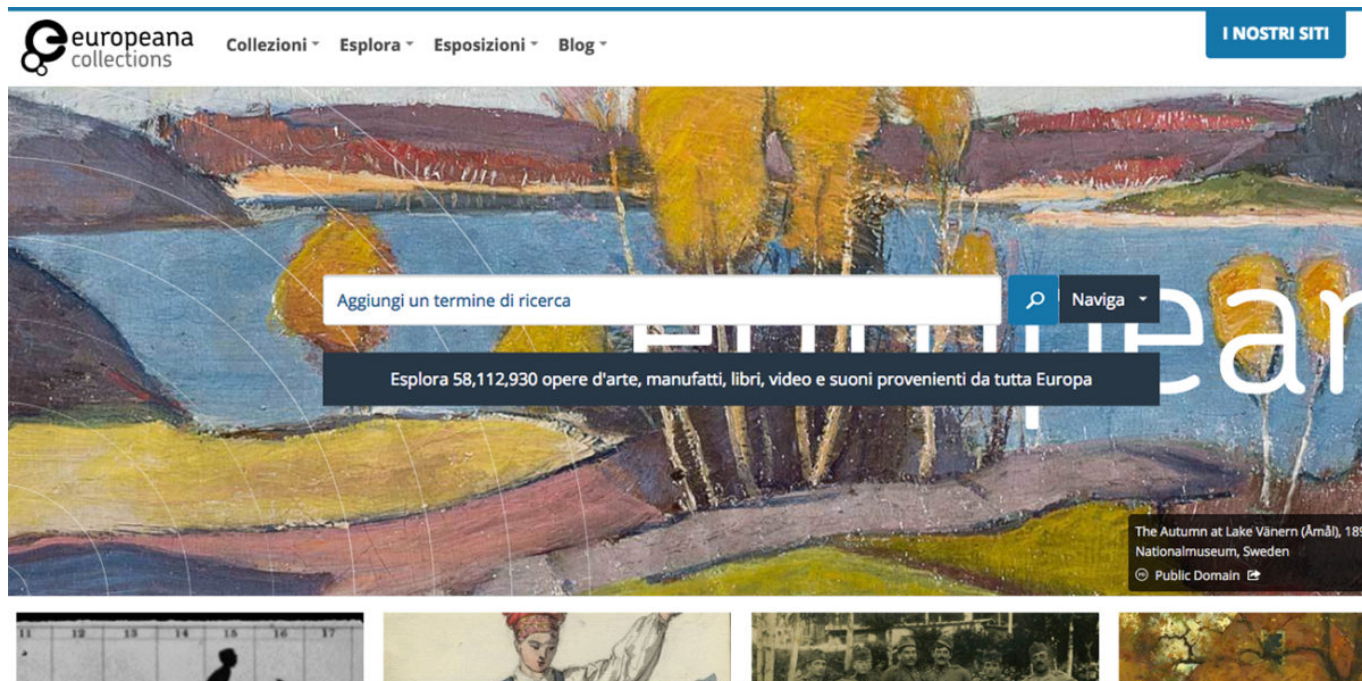 europeana
collections
Collezioni
Esplora
Esposizioni
Blog
I NOSTRI SITI
Aggiungi un termine di ricerca
Naviga
Esplora 58,112,930 opere d'arte, manufatti, libri, video e suoni provenienti da tutta Europa
The Autumn at Lake Vänern (Åmål), 189
Nationalmuseum, Sweden
Public Domain
11 12 13 14 15 16 17